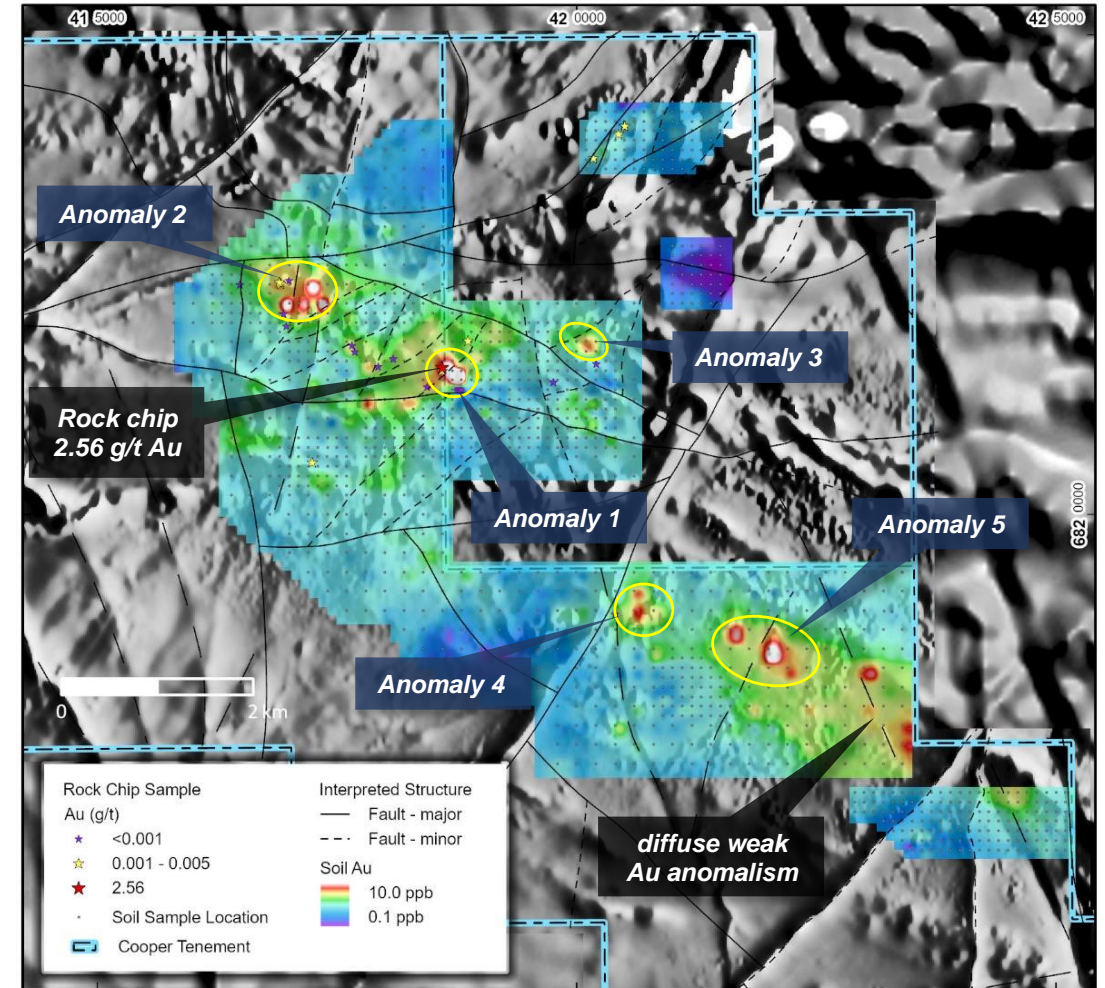 41 5000
42 0000
42 5000
Anomaly 2
Anomaly 3
Rock chip
2.56 g/t Au
Anomaly 1
Anomaly 5
682 0000
Anomaly 4
0
2 km
diffuse weak
Au anomalism
Rock Chip Sample
Au (g/t)
<0.001
0.001 - 0.005
2.56
Soil Sample Location
Cooper Tenement
Interpreted Structure
Fault - major
Fault - minor
Soil Au
10.0 ppb
0.1 ppb